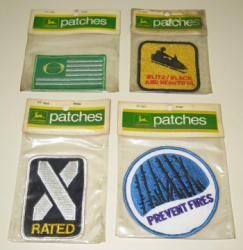 patches
patches
BLITZ/BLACK
AND BEAUTIFUL
patches
patches
RATED
PREVENT FIRES